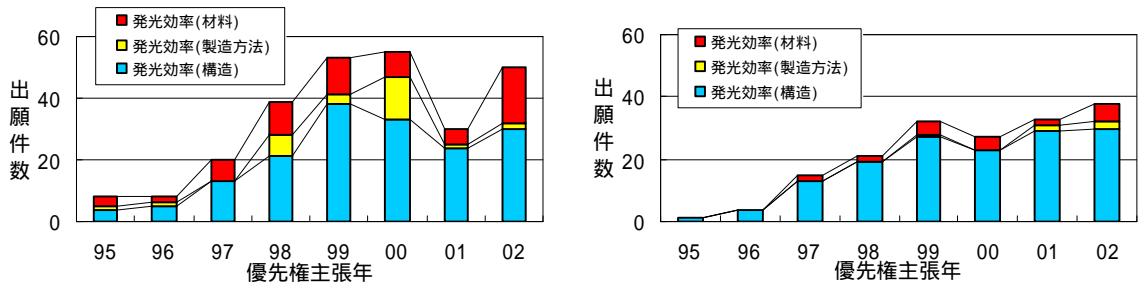 発光効率(材料)
発光効率(製造方法)
発光効率(構造)
60
40
20
0
出願件数
95 96 97 98 99 00 01 02
優先権主張年
発光効率(材料)
発光効率(製造方法)
発光効率(構造)
60
40
20
0
出願件数
95 96 97 98 99 00 01 02
優先権主張年